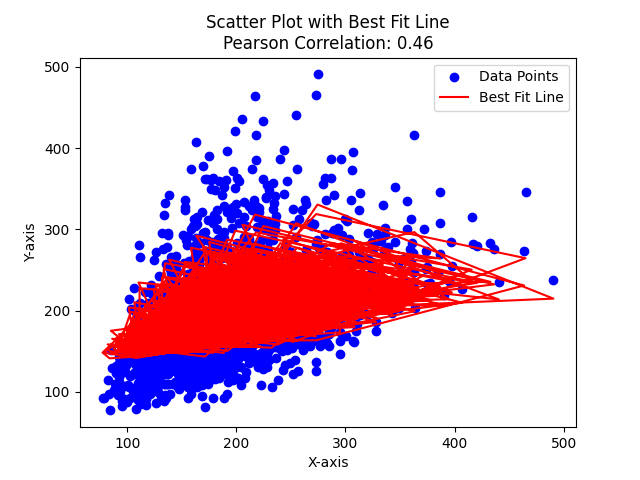 Scatter Plot with Best Fit Line
Pearson Correlation: 0.46
Data Points
Best Fit Line
500
400
300
200
100
Y-axis
100 200 300 400 500
X-axis